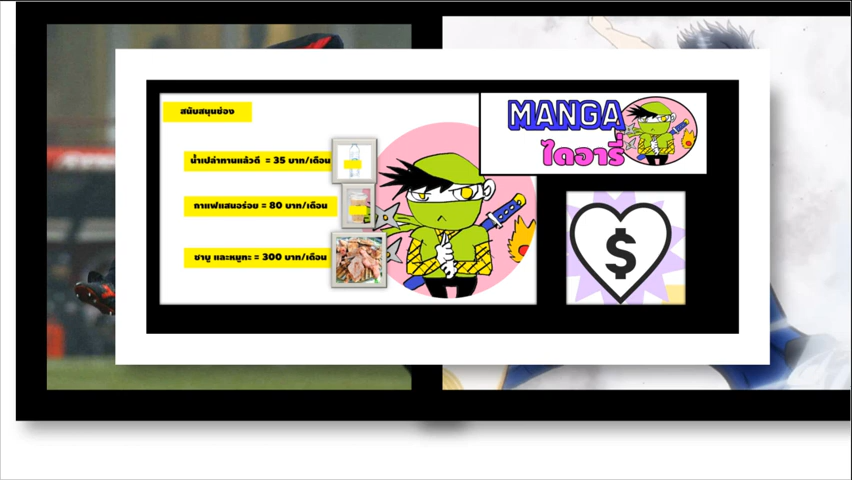 สนับสนุนช่อง
น้ำเปล่าทานแล้วดี = 35 บาท/เดือน
กาแฟแสนอร่อย = 80 บาท/เดือน
ชาบู และหมูกะ = 300 บาท/เดือน
MANGA
ไดอารี่
$